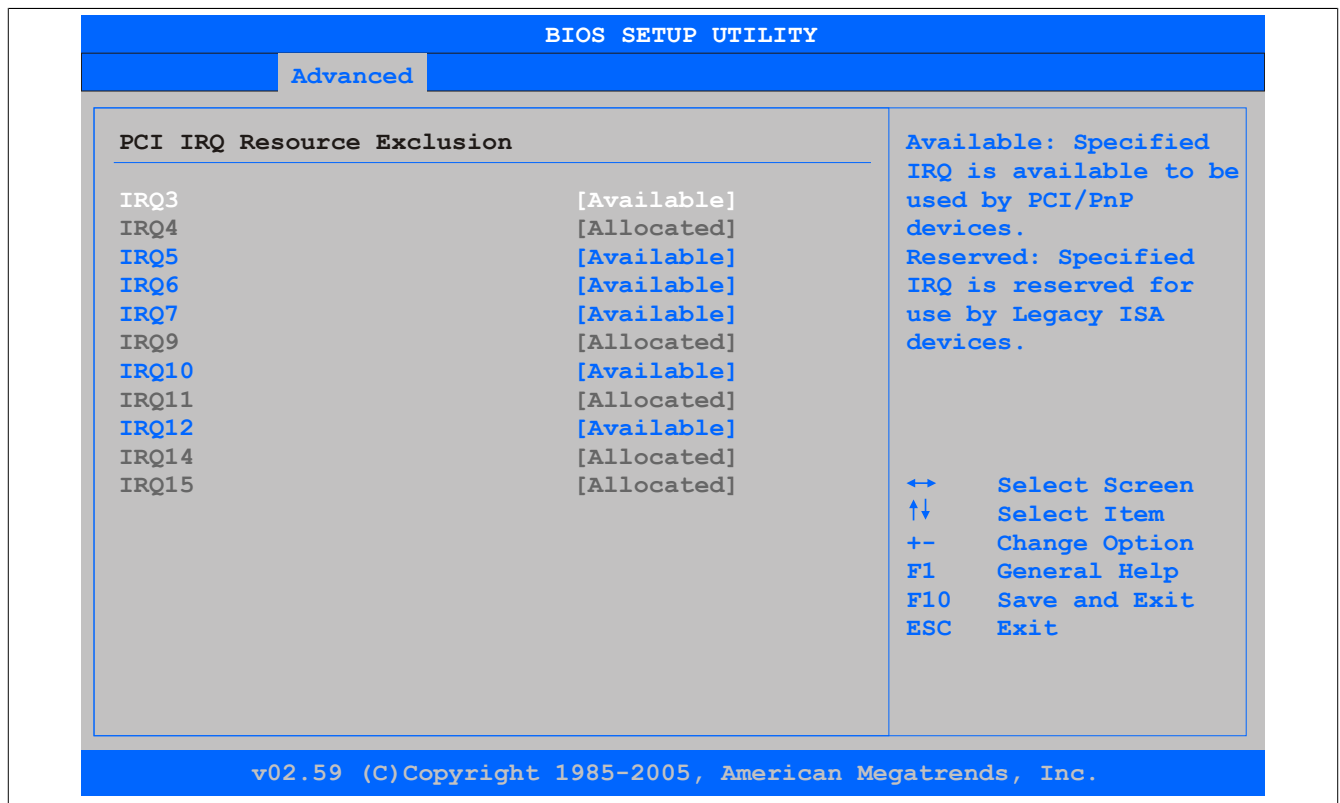 BIOS SETUP UTILITY
Advanced
PCI IRQ Resource Exclusion
IRQ3 [Available]
IRQ4 [Allocated]
IRQ5 [Available]
IRQ6 [Available]
IRQ7 [Available]
IRQ9 [Allocated]
IRQ10 [Available]
IRQ11 [Allocated]
IRQ12 [Available]
IRQ14 [Allocated]
IRQ15 [Allocated]
Available: Specified
IRQ is available to be
used by PCI/PnP
devices.
Reserved: Specified
IRQ is reserved for
use by Legacy ISA
devices.
↔ Select Screen
↑↓ Select Item
+- Change Option
F1 General Help
F10 Save and Exit
ESC Exit
v02.59 (C)Copyright 1985-2005, American Megatrends, Inc.